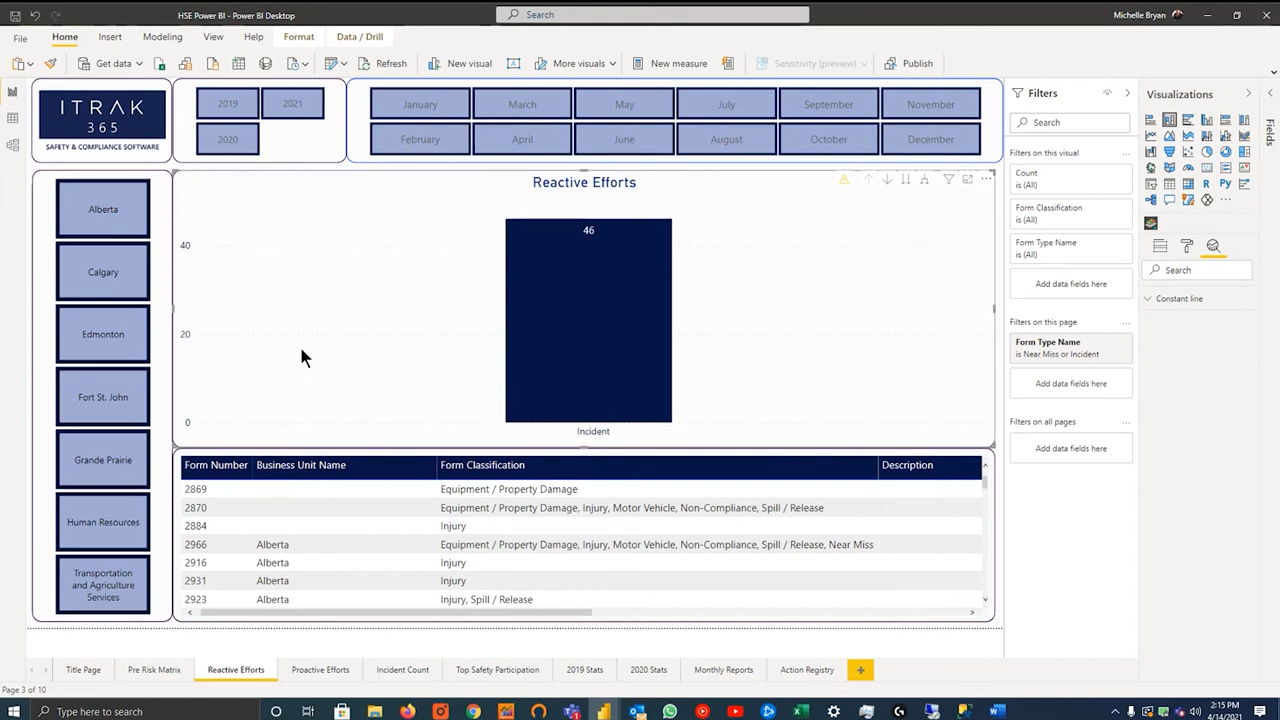 HSE Power BI - Power BI Desktop
Search
Michelle Bryan
File Home Insert Modeling View Help Format Data / Drill
Get data Refresh New visual More visuals New measure Sensitivity (preview) Publish
ITRAK
365
SAFETY & COMPLIANCE SOFTWARE
2019 2021
2020
January March May July September November
February April June August October December
Alberta
Calgary
Edmonton
Fort St. John
Grande Prairie
Human Resources
Transportation
and Agriculture
Services
Reactive Efforts
46
40
20
0
Incident
Form Number Business Unit Name Form Classification Description
2869 Equipment / Property Damage
2870 Equipment / Property Damage, Injury, Motor Vehicle, Non-Compliance, Spill / Release
2884 Injury
2966 Alberta Equipment / Property Damage, Injury, Motor Vehicle, Non-Compliance, Spill / Release, Near Miss
2916 Alberta Injury
2931 Alberta Injury
2923 Alberta Injury, Spill / Release
Filters
Search
Filters on this visual
Count
is (All)
Form Classification
is (All)
Form Type Name
is (All)
Add data fields here
Filters on this page
Form Type Name
is Near Miss or Incident
Add data fields here
Filters on all pages
Add data fields here
Visualizations
R Py
Search
Constant line
Fields
Title Page Pre Risk Matrix Reactive Efforts Proactive Efforts Incident Count Top Safety Participation 2019 Stats 2020 Stats Monthly Reports Action Registry
Page 3 of 10
Type here to search
2:15 PM
4/14/2021